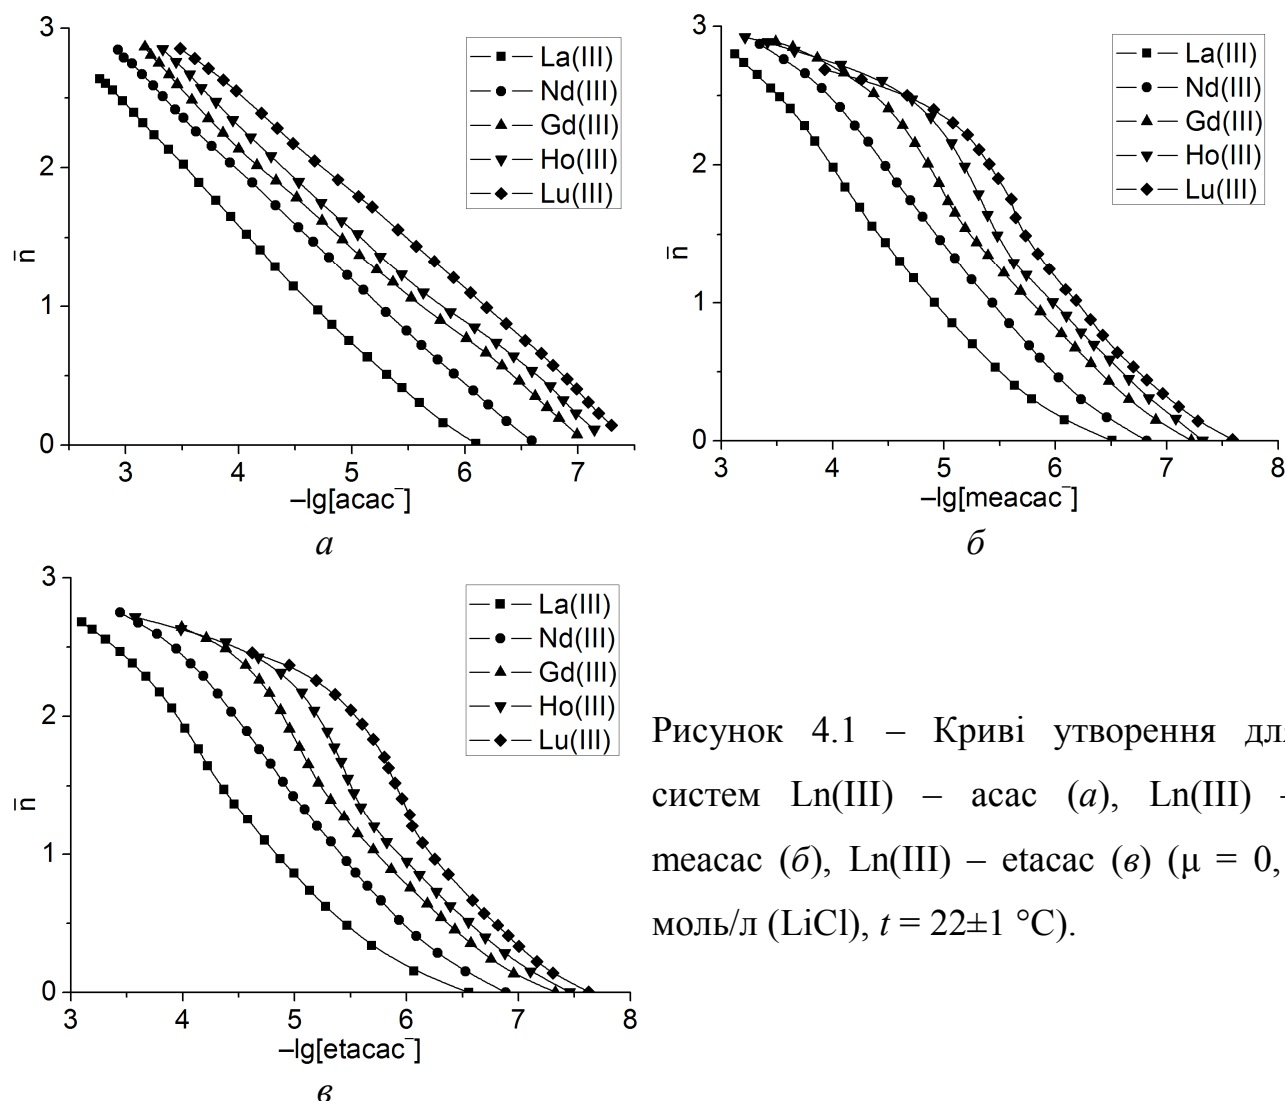 3
2
1
0
n̄
La(III)
Nd(III)
Gd(III)
Ho(III)
Lu(III)
3 4 5 6 7
–lg[acac⁻]
а
3
2
1
0
n̄
La(III)
Nd(III)
Gd(III)
Ho(III)
Lu(III)
3 4 5 6 7 8
–lg[meacac⁻]
б
3
2
1
0
n̄
La(III)
Nd(III)
Gd(III)
Ho(III)
Lu(III)
3 4 5 6 7 8
–lg[etacac⁻]
в
Рисунок 4.1 – Криві утворення для
систем Ln(III) – acac (а), Ln(III) –
meacac (б), Ln(III) – etacac (в) (μ = 0,
моль/л (LiCl), t = 22±1 °C).